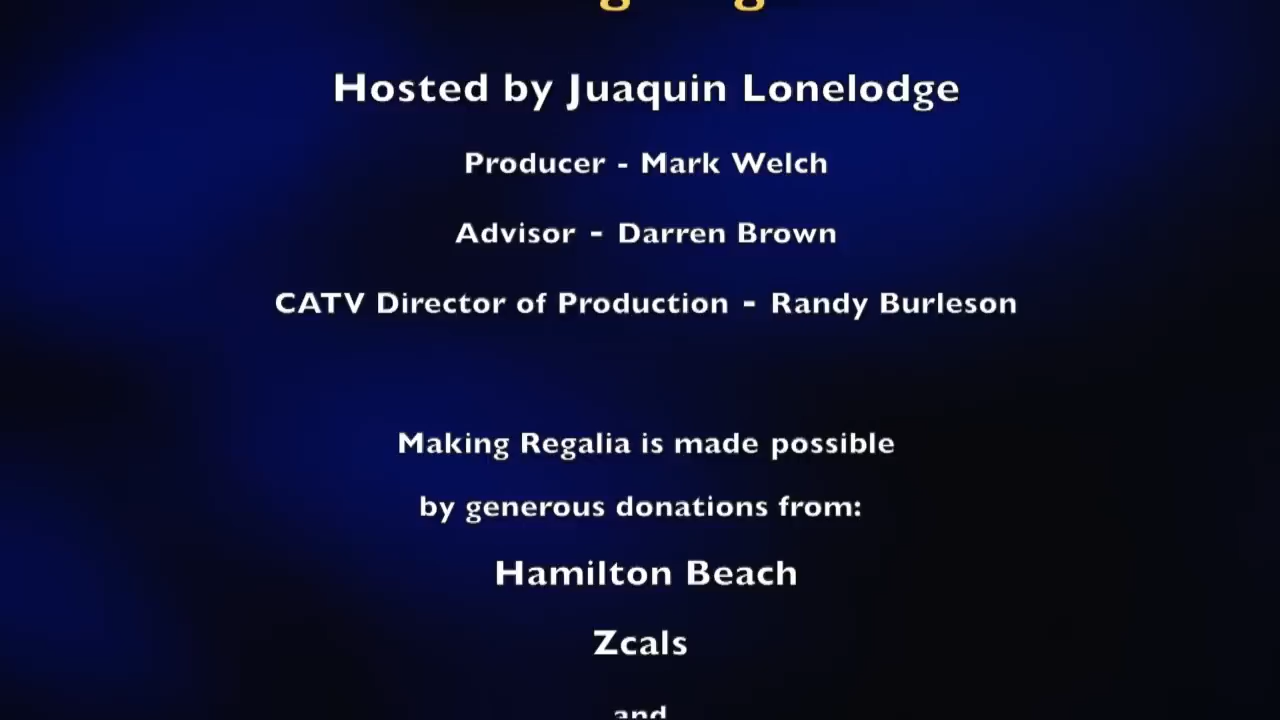 Hosted by Juaquin Lonelodge
Producer - Mark Welch
Advisor - Darren Brown
CATV Director of Production - Randy Burleson
Making Regalia is made possible
by generous donations from:
Hamilton Beach
Zcals
and